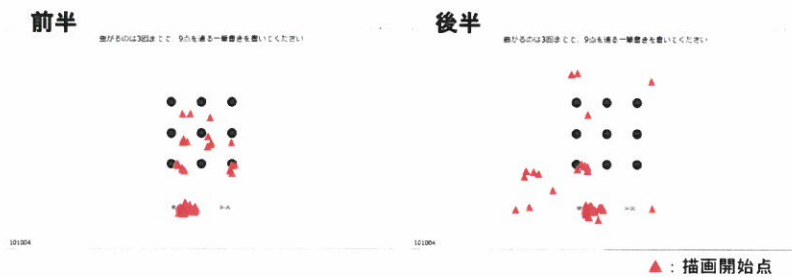 前半
曲がるのは3回までで、9点を通る一筆書きを書いてください
101004
後半
曲がるのは3回までで、9点を通る一筆書きを書いてください
101004
▲：描画開始点